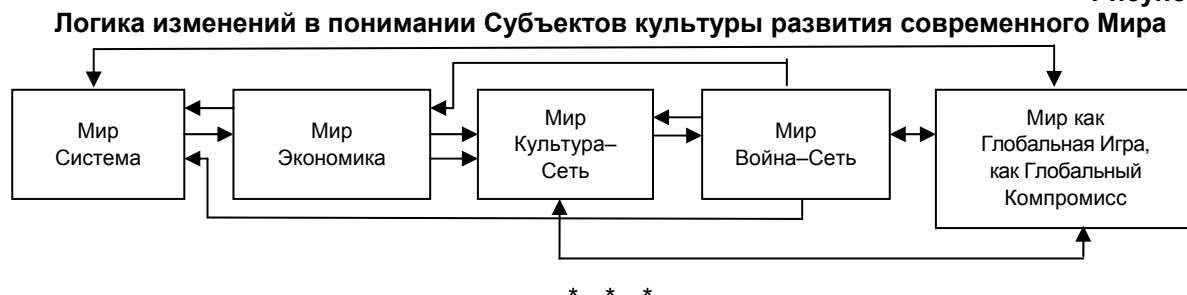 Логика изменений в понимании Субъектов культуры развития современного Мира
Мир
Система
Мир
Экономика
Мир
Культура–
Сеть
Мир
Война–Сеть
Мир как
Глобальная Игра,
как Глобальный
Компромисс
* * *